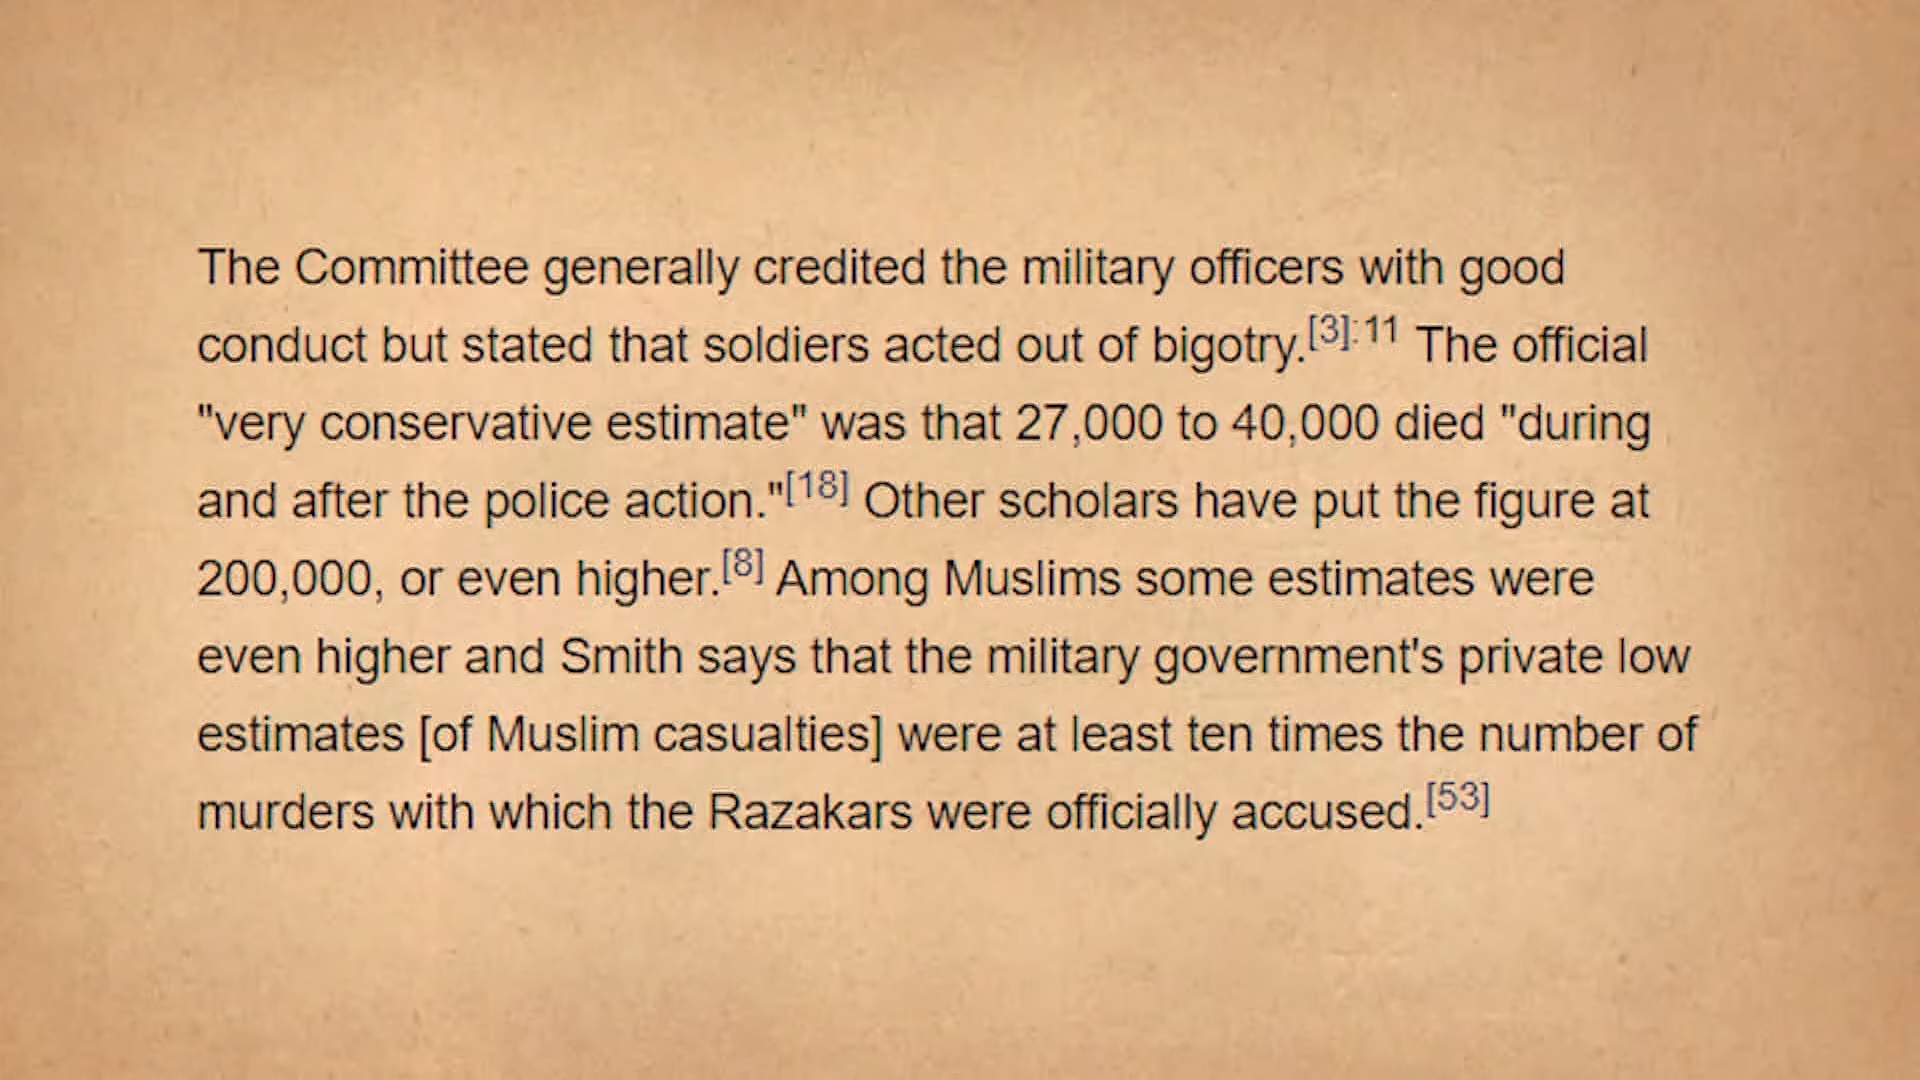 The Committee generally credited the military officers with good
conduct but stated that soldiers acted out of bigotry.[3]:11 The official
"very conservative estimate" was that 27,000 to 40,000 died "during
and after the police action."[18] Other scholars have put the figure at
200,000, or even higher.[8] Among Muslims some estimates were
even higher and Smith says that the military government's private low
estimates [of Muslim casualties] were at least ten times the number of
murders with which the Razakars were officially accused.[53]